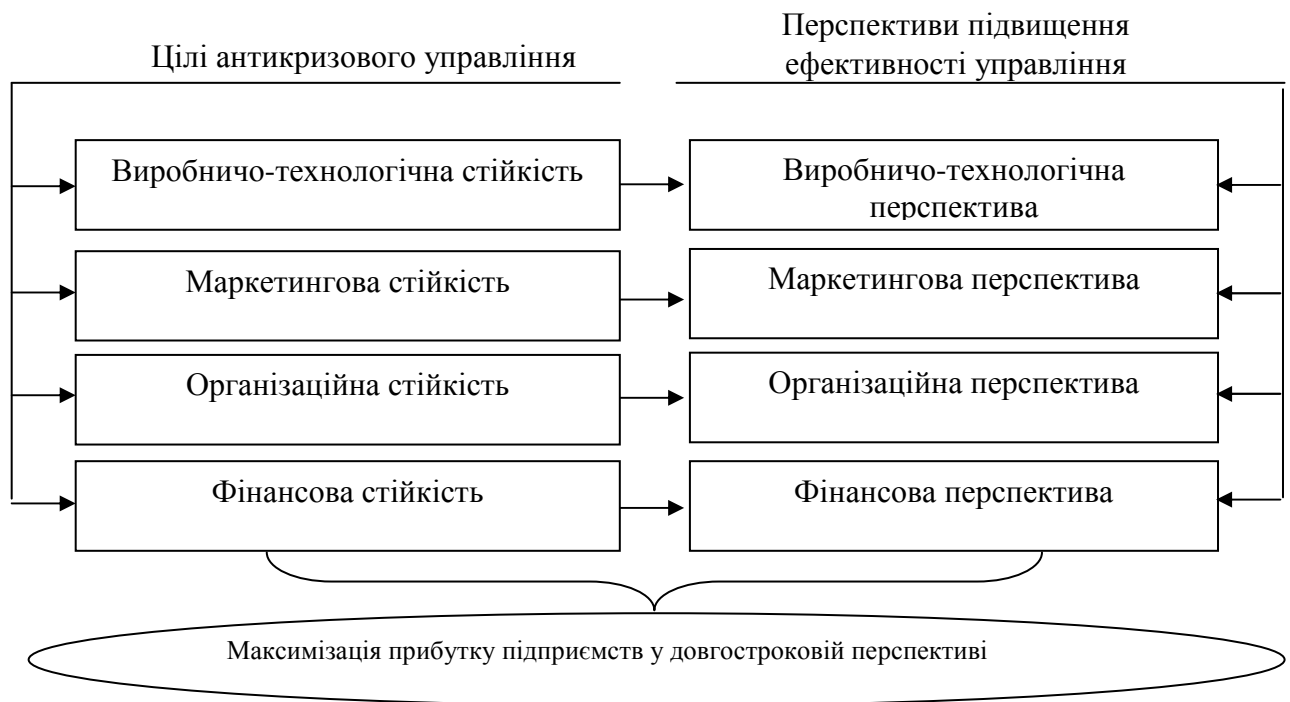 Цілі антикризового управління
Перспективи підвищення
ефективності управління
Виробничо-технологічна стійкість
Виробничо-технологічна
перспектива
Маркетингова стійкість
Маркетингова перспектива
Організаційна стійкість
Організаційна перспектива
Фінансова стійкість
Фінансова перспектива
Максимізація прибутку підприємств у довгостроковій перспективі